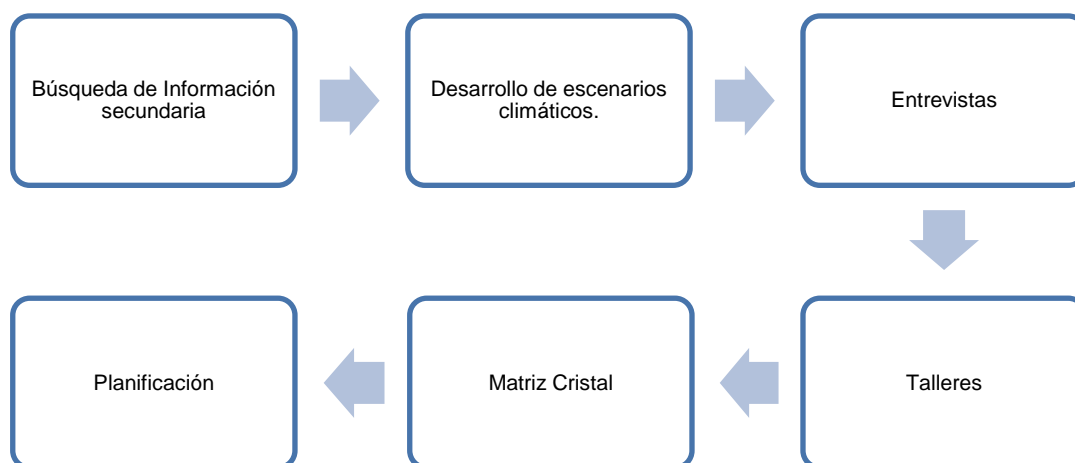 Búsqueda de Información
secundaria
Desarrollo de escenarios
climáticos.
Entrevistas
Talleres
Matriz Cristal
Planificación